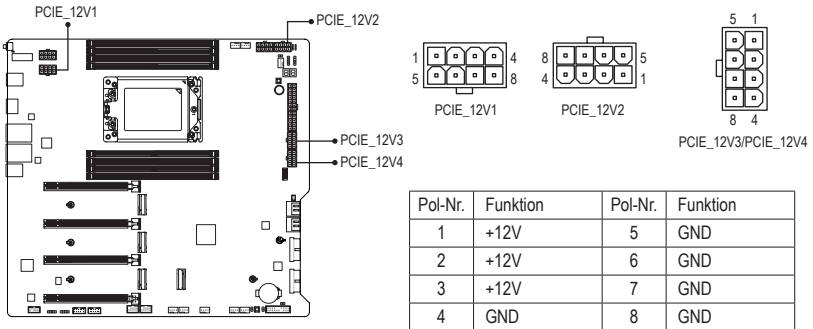 PCIE_12V1
PCIE_12V2
PCIE_12V3
PCIE_12V4
1 4
5 8
PCIE_12V1
8 5
4 1
PCIE_12V2
5 1
8 4
PCIE_12V3/PCIE_12V4
Pol-Nr. Funktion Pol-Nr. Funktion
1 +12V 5 GND
2 +12V 6 GND
3 +12V 7 GND
4 GND 8 GND